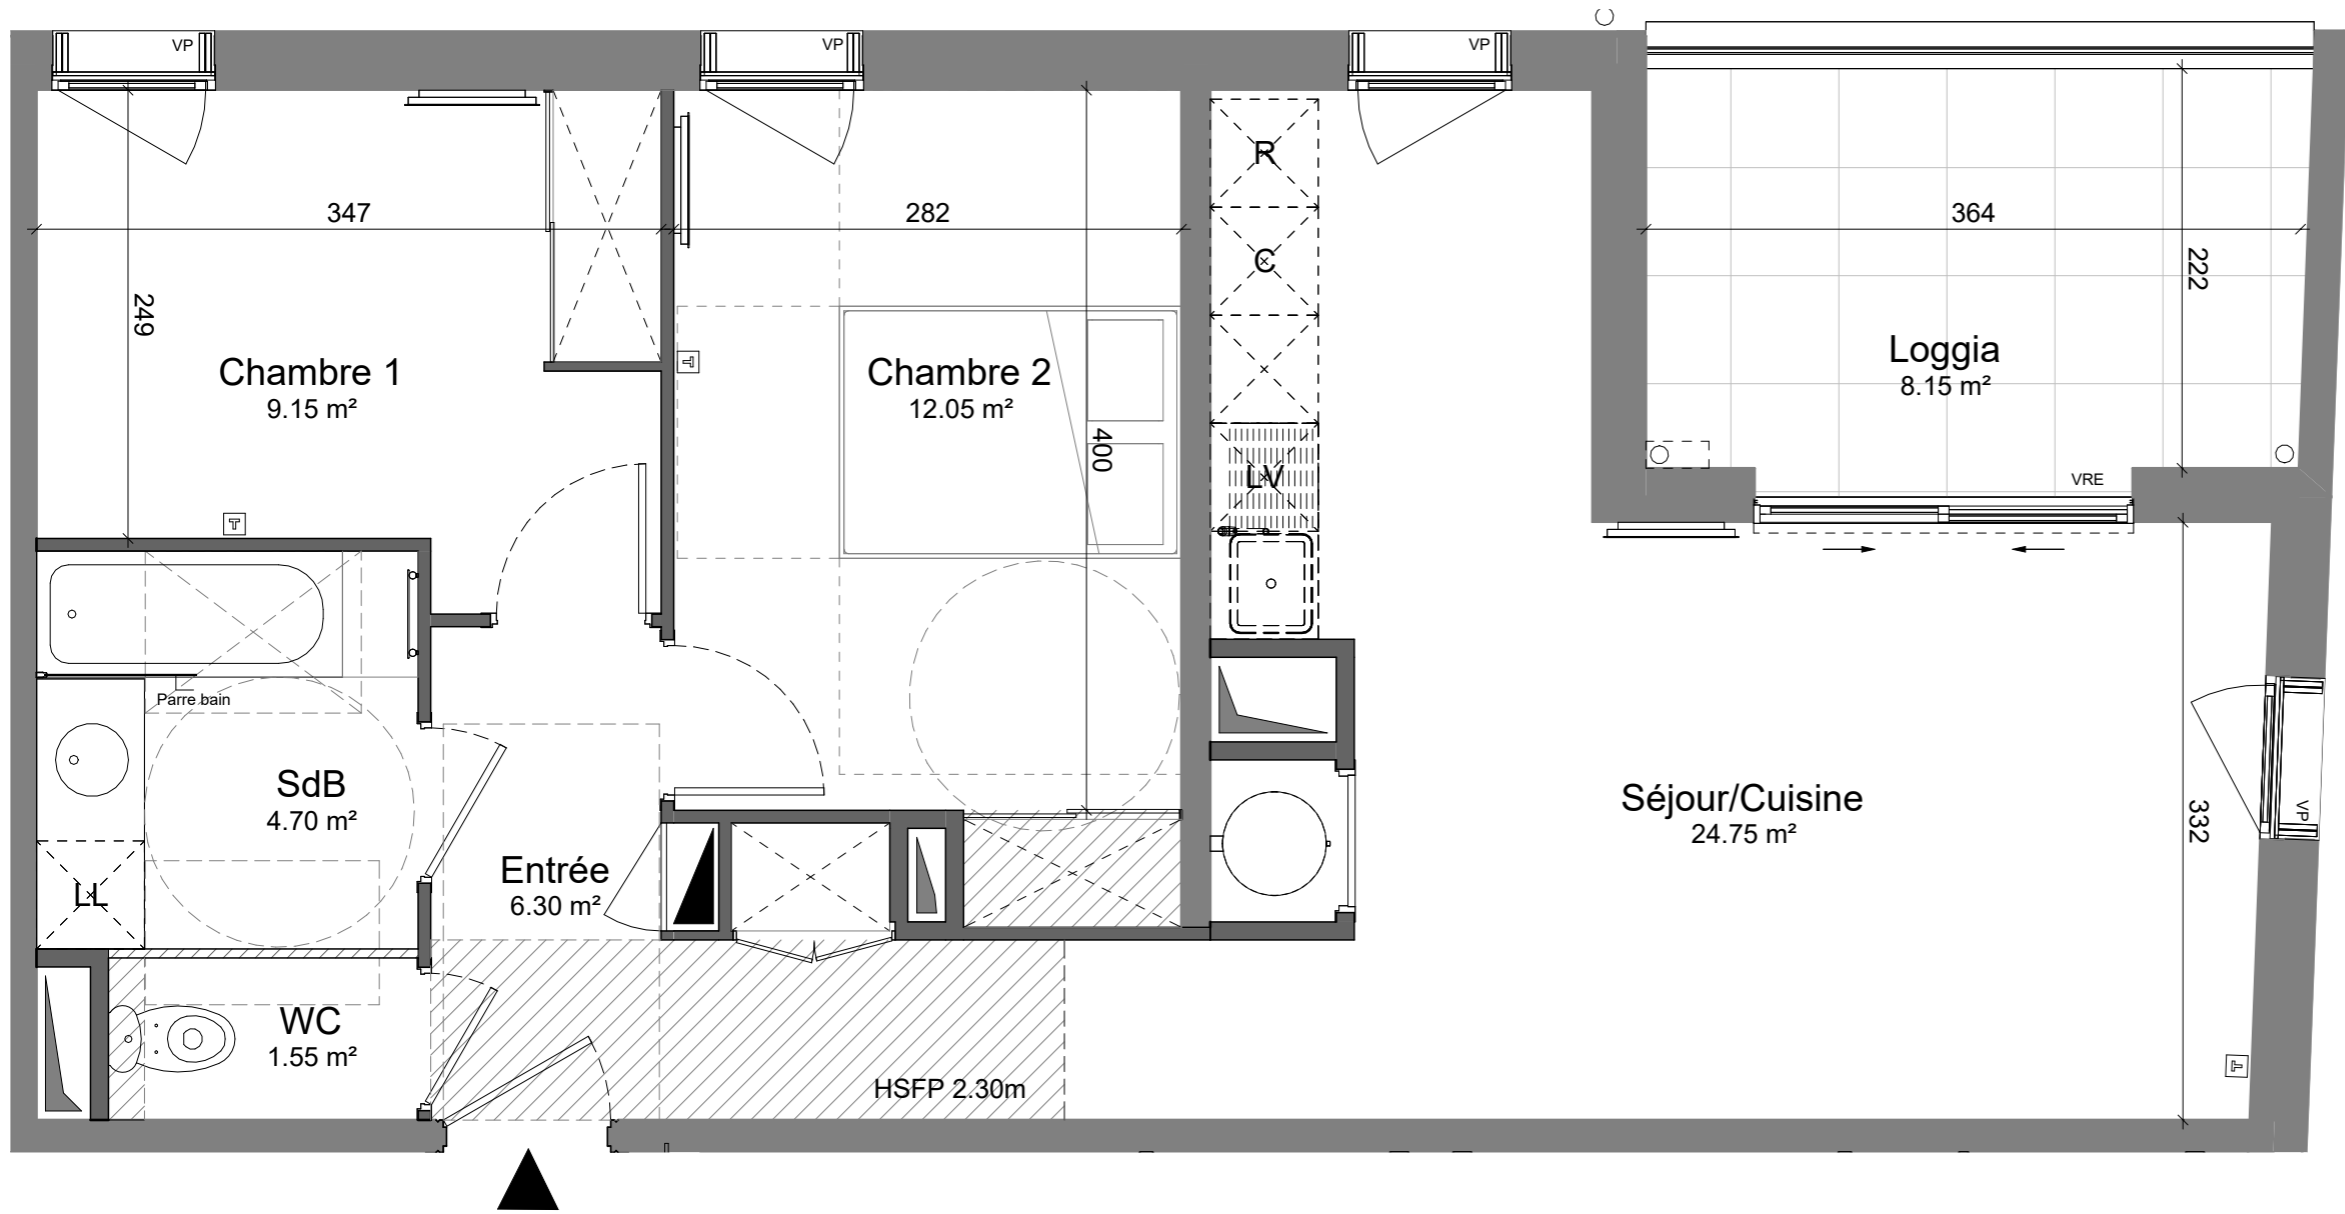 VP
VP
VP
R
347
282
364
C
222
249
Chambre 1
9.15 m²
Chambre 2
12.05 m²
Loggia
8.15 m²
T
400
LV
VRE
T
Parre bain
SdB
4.70 m²
Séjour/Cuisine
24.75 m²
VP
332
LL
Entrée
6.30 m²
WC
1.55 m²
HSFP 2.30m
T